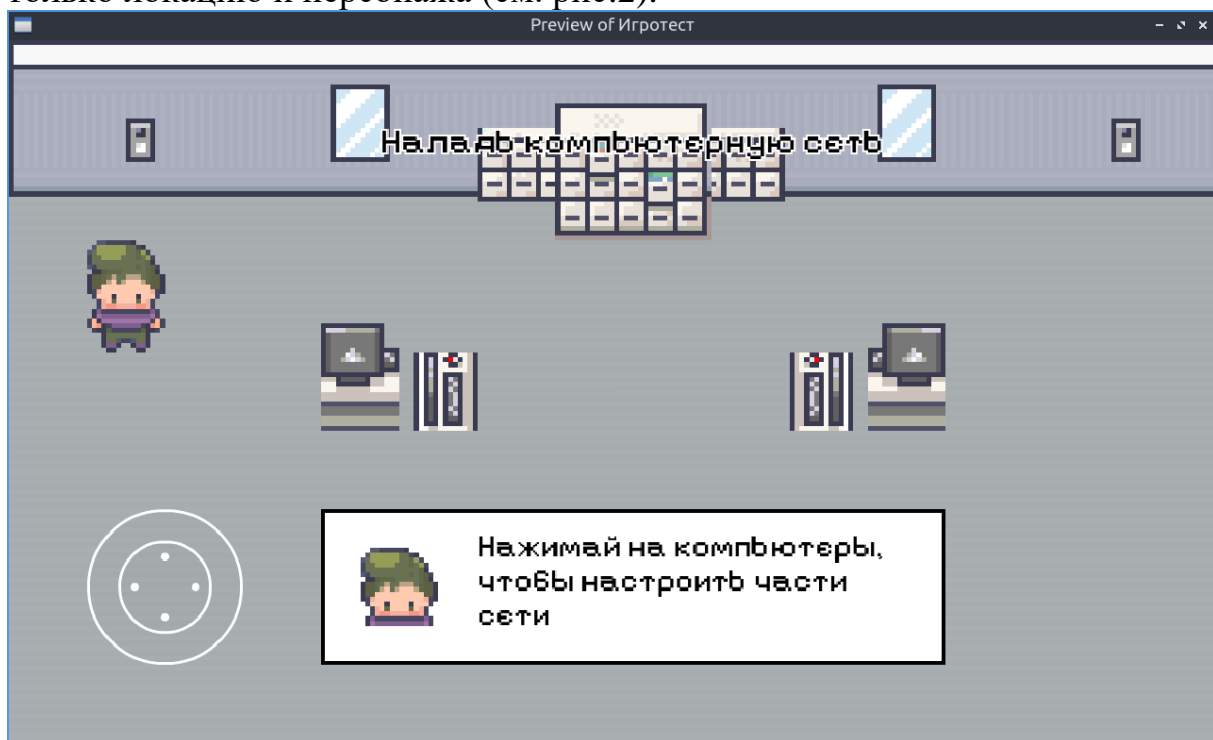 только локацию и персонажа (см. рис.2).
Preview of Игротест
Наладь компьютерную сеть
Нажимай на компьютеры,
чтобы настроить части
сети